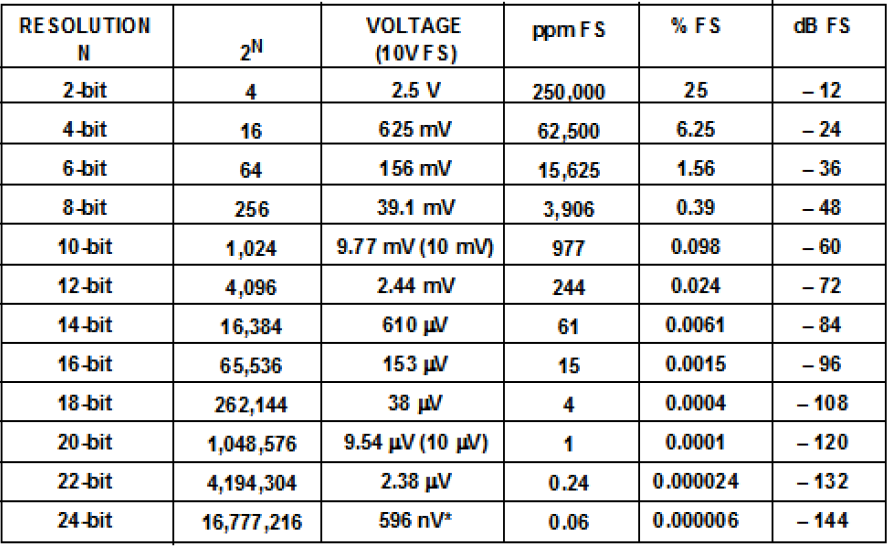 RESOLUTION N 2^N VOLTAGE (10V FS) ppm FS % FS dB FS
2-bit 4 2.5 V 250,000 25 – 12
4-bit 16 625 mV 62,500 6.25 – 24
6-bit 64 156 mV 15,625 1.56 – 36
8-bit 256 39.1 mV 3,906 0.39 – 48
10-bit 1,024 9.77 mV (10 mV) 977 0.098 – 60
12-bit 4,096 2.44 mV 244 0.024 – 72
14-bit 16,384 610 µV 61 0.0061 – 84
16-bit 65,536 153 µV 15 0.0015 – 96
18-bit 262,144 38 µV 4 0.0004 – 108
20-bit 1,048,576 9.54 µV (10 µV) 1 0.0001 – 120
22-bit 4,194,304 2.38 µV 0.24 0.000024 – 132
24-bit 16,777,216 596 nV* 0.06 0.000006 – 144